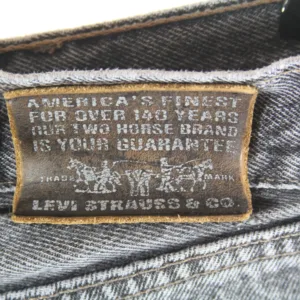 AMERICA'S FINEST
FOR OVER 140 YEARS
OUR TWO HORSE BRAND
IS YOUR GUARANTEE
TRADE MARK
LEVI STRAUSS & CO.